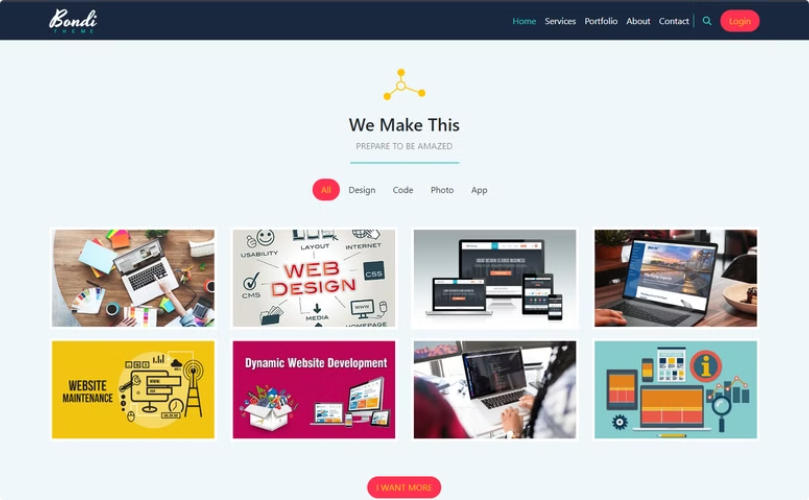 Bondi
THEME
Home Services Portfolio About Contact Login
We Make This
PREPARE TO BE AMAZED
All Design Code Photo App
USABILITY
LAYOUT
INTERNET
WEB
DESIGN
CSS
CMS
MEDIA
HOMEPAGE
WEBSITE
MAINTENANCE
Dynamic Website Development
I WANT MORE